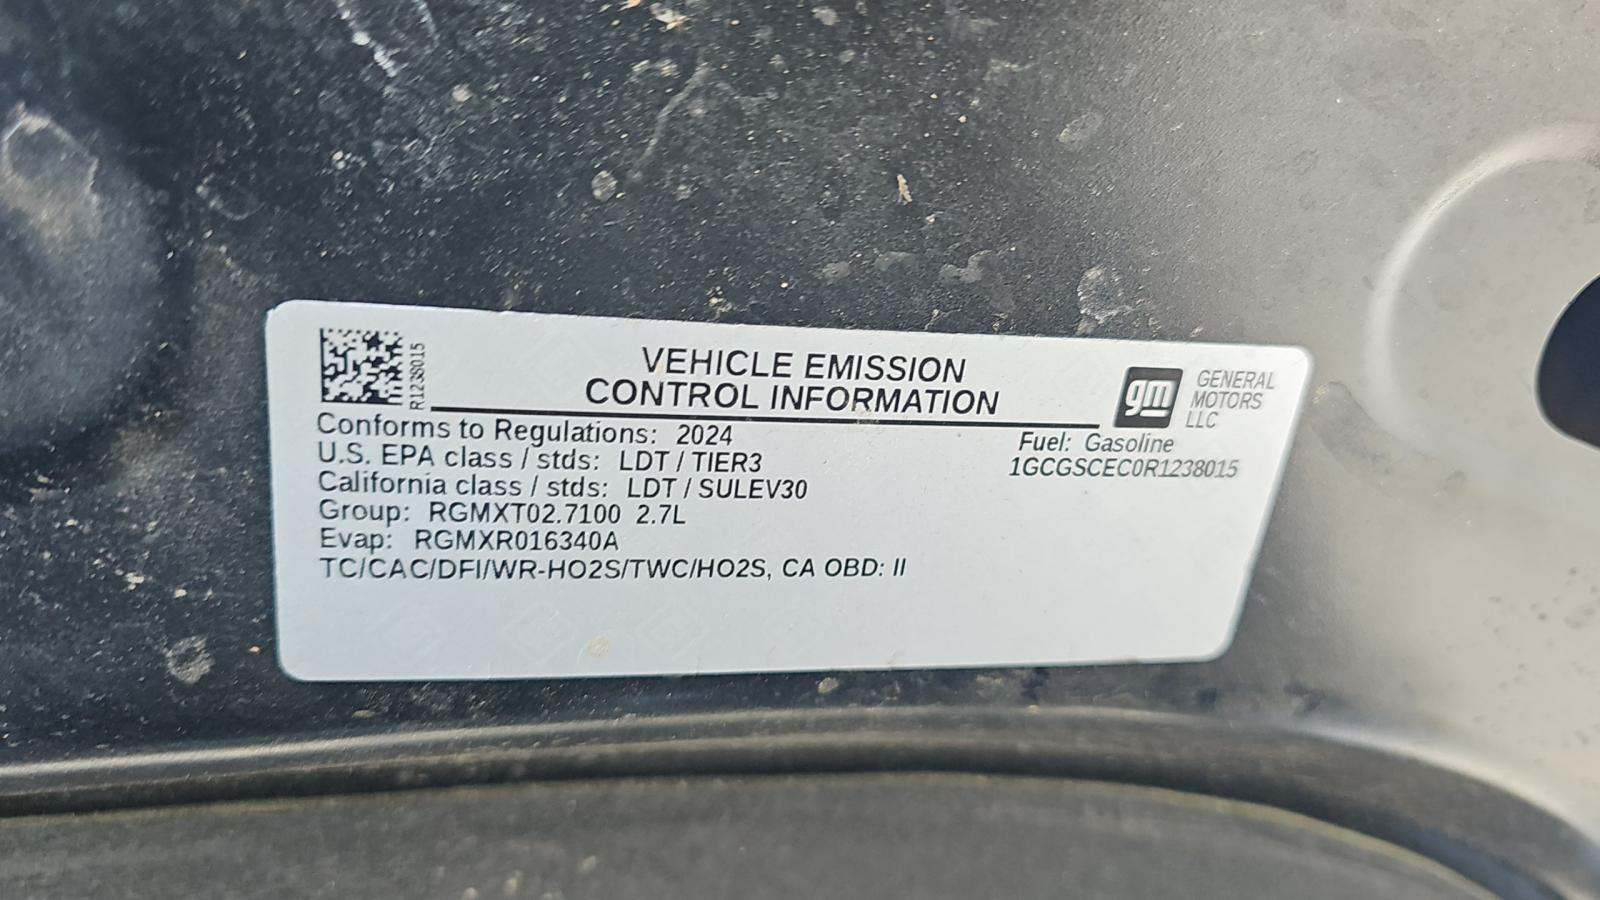 R1238015
VEHICLE EMISSION
CONTROL INFORMATION
gm
GENERAL
MOTORS
LLC
Conforms to Regulations: 2024
U.S. EPA class / stds: LDT / TIER3
California class / stds: LDT / SULEV30
Group: RGMXT02.7100 2.7L
Evap: RGMXR016340A
TC/CAC/DFI/WR-HO2S/TWC/HO2S, CA OBD: II
Fuel: Gasoline
1GCGSCEC0R1238015